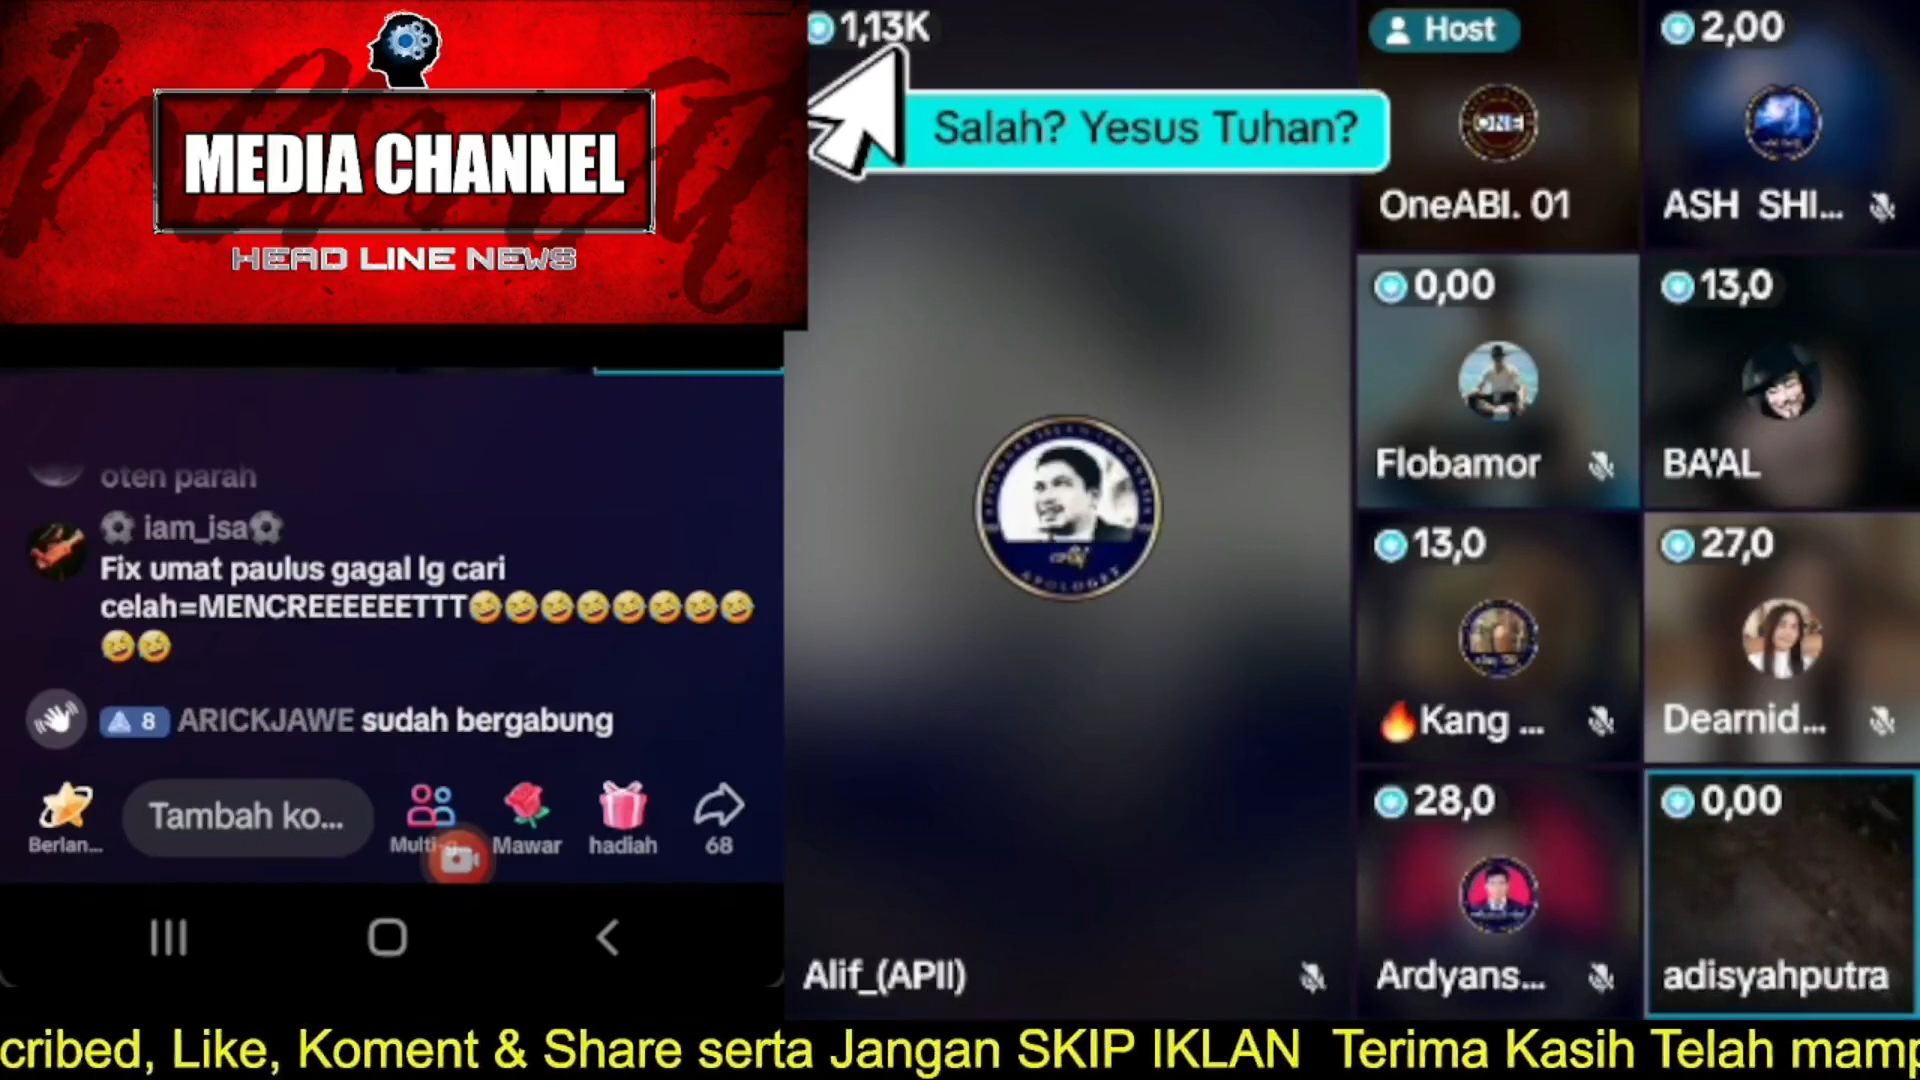 MEDIA CHANNEL
HEAD LINE NEWS
oten parah
iam_isa
Fix umat paulus gagal lg cari
celah=MENCREEEEEETTT🤣🤣🤣🤣🤣🤣🤣🤣
🤣🤣
8 ARICKJAWE sudah bergabung
Berlan...
Tambah ko...
Multi-g...
Mawar
hadiah
68
1,13K
Salah? Yesus Tuhan?
APOLOGET
Alif_(APII)
Host
ONE
OneABI. 01
2,00
ASH SHI...
0,00
Flobamor
13,0
BA'AL
13,0
🔥Kang ...
27,0
Dearnid...
28,0
Ardyans...
0,00
adisyahputra
cribed, Like, Koment & Share serta Jangan SKIP IKLAN Terima Kasih Telah mamp